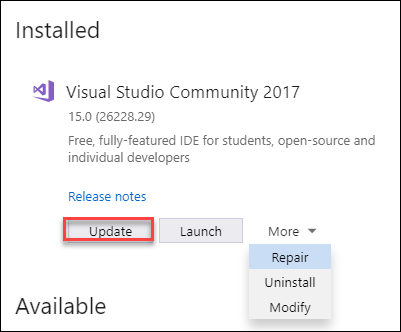 Installed
Visual Studio Community 2017
15.0 (26228.29)
Free, fully-featured IDE for students, open-source and
individual developers
Release notes
Update
Launch
More
Repair
Uninstall
Modify
Available